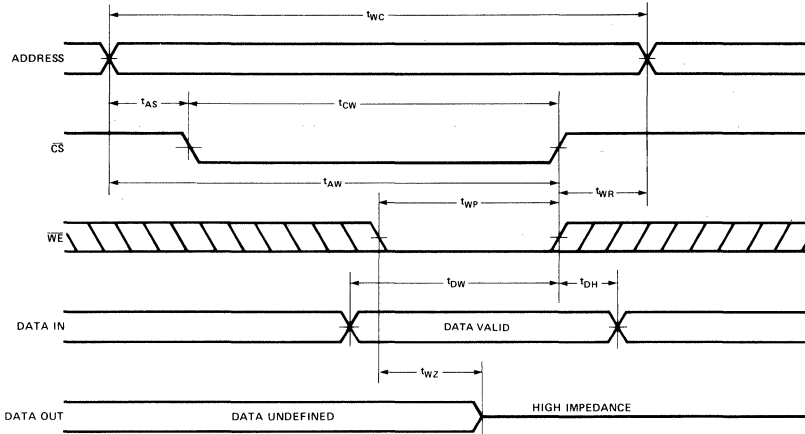 tWC
ADDRESS
tAS
tCW
CS
tAW
tWP
tWR
WE
tDW
tDH
DATA IN
DATA VALID
tWZ
DATA OUT
DATA UNDEFINED
HIGH IMPEDANCE